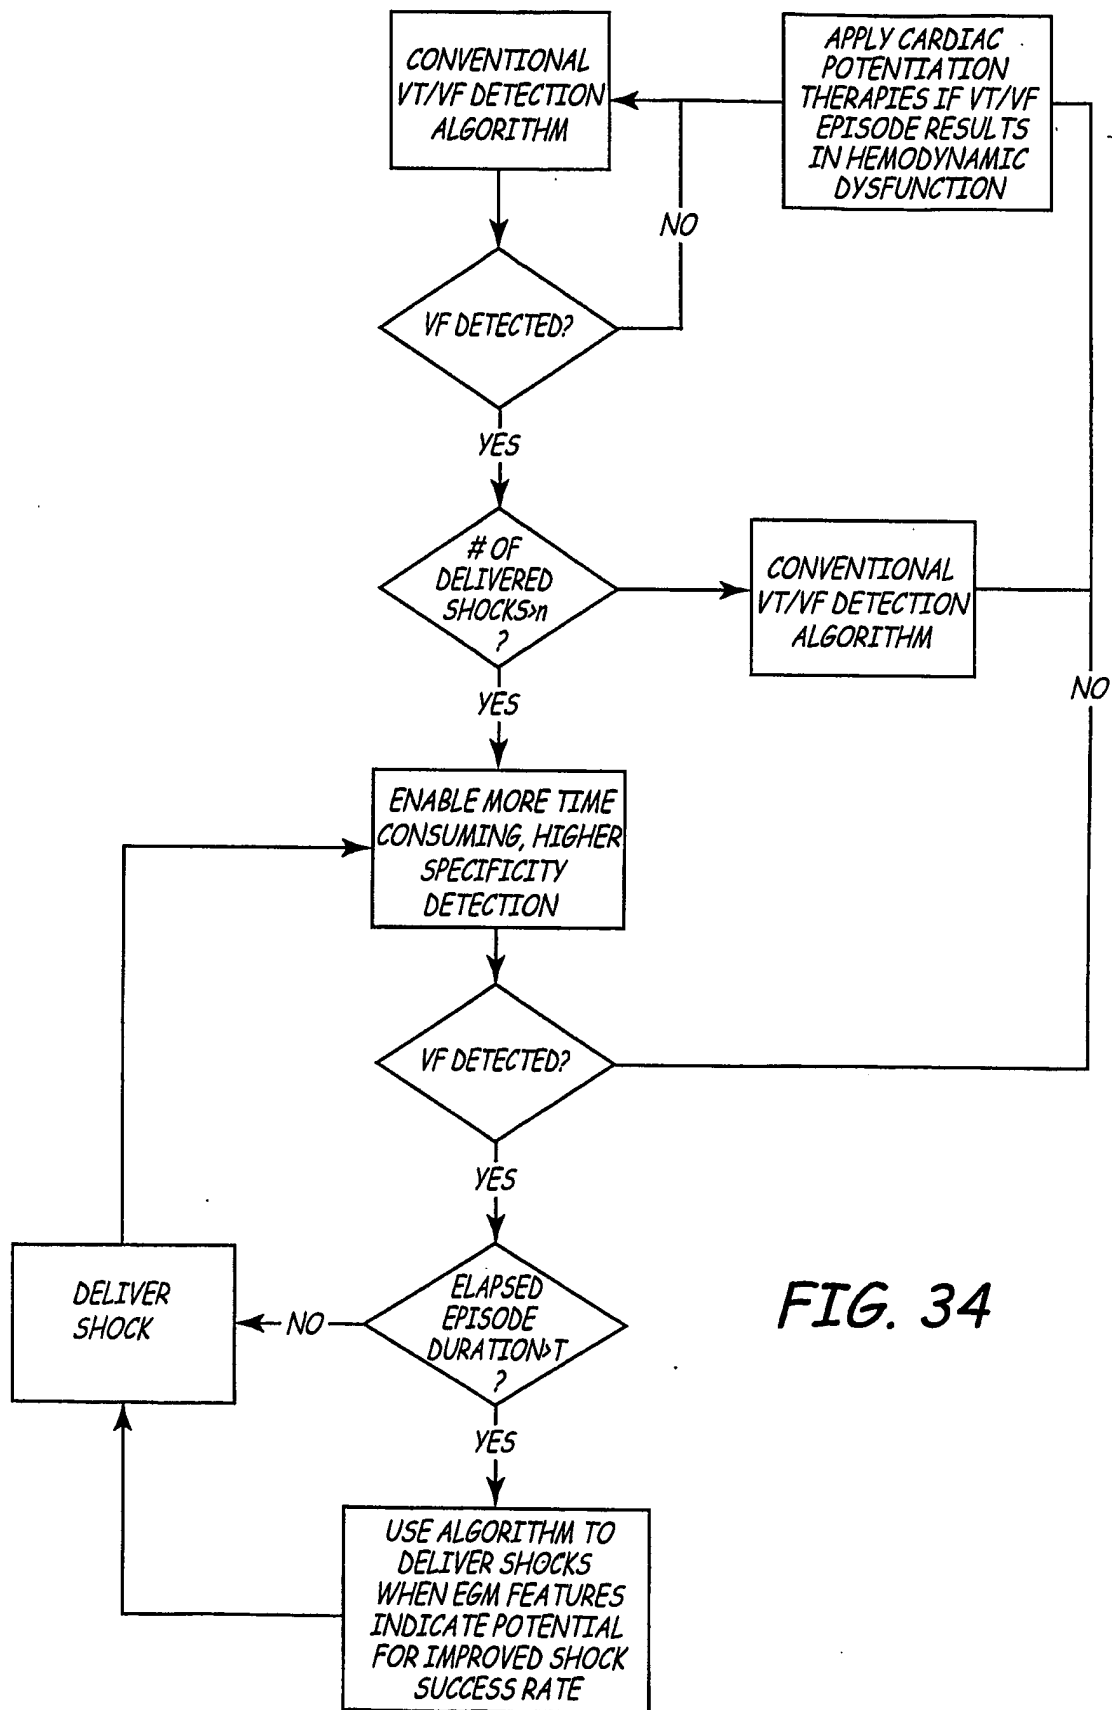 CONVENTIONAL
VT/VF DETECTION
ALGORITHM
APPLY CARDIAC
POTENTIATION
THERAPIES IF VT/VF
EPISODE RESULTS
IN HEMODYNAMIC
DYSFUNCTION
NO
VF DETECTED?
YES
# OF
DELIVERED
SHOCKS>n
?
CONVENTIONAL
VT/VF DETECTION
ALGORITHM
NO
YES
ENABLE MORE TIME
CONSUMING, HIGHER
SPECIFICITY
DETECTION
VF DETECTED?
YES
DELIVER
SHOCK
NO
ELAPSED
EPISODE
DURATION>T
?
FIG. 34
YES
USE ALGORITHM TO
DELIVER SHOCKS
WHEN EGM FEATURES
INDICATE POTENTIAL
FOR IMPROVED SHOCK
SUCCESS RATE